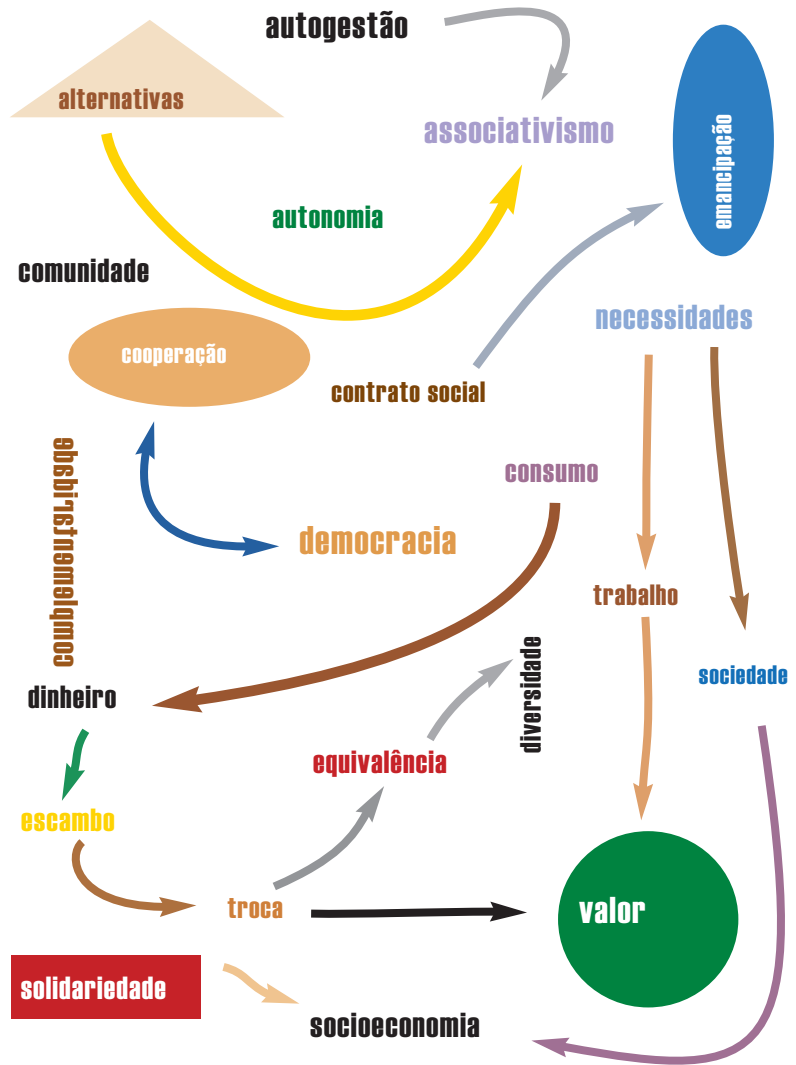 autogestão
alternativas
associativismo
emancipação
autonomia
comunidade
necessidades
cooperação
contrato social
consumo
complementaridade
democracia
trabalho
sociedade
dinheiro
diversidade
equivalência
escambo
troca
valor
solidariedade
socioeconomia